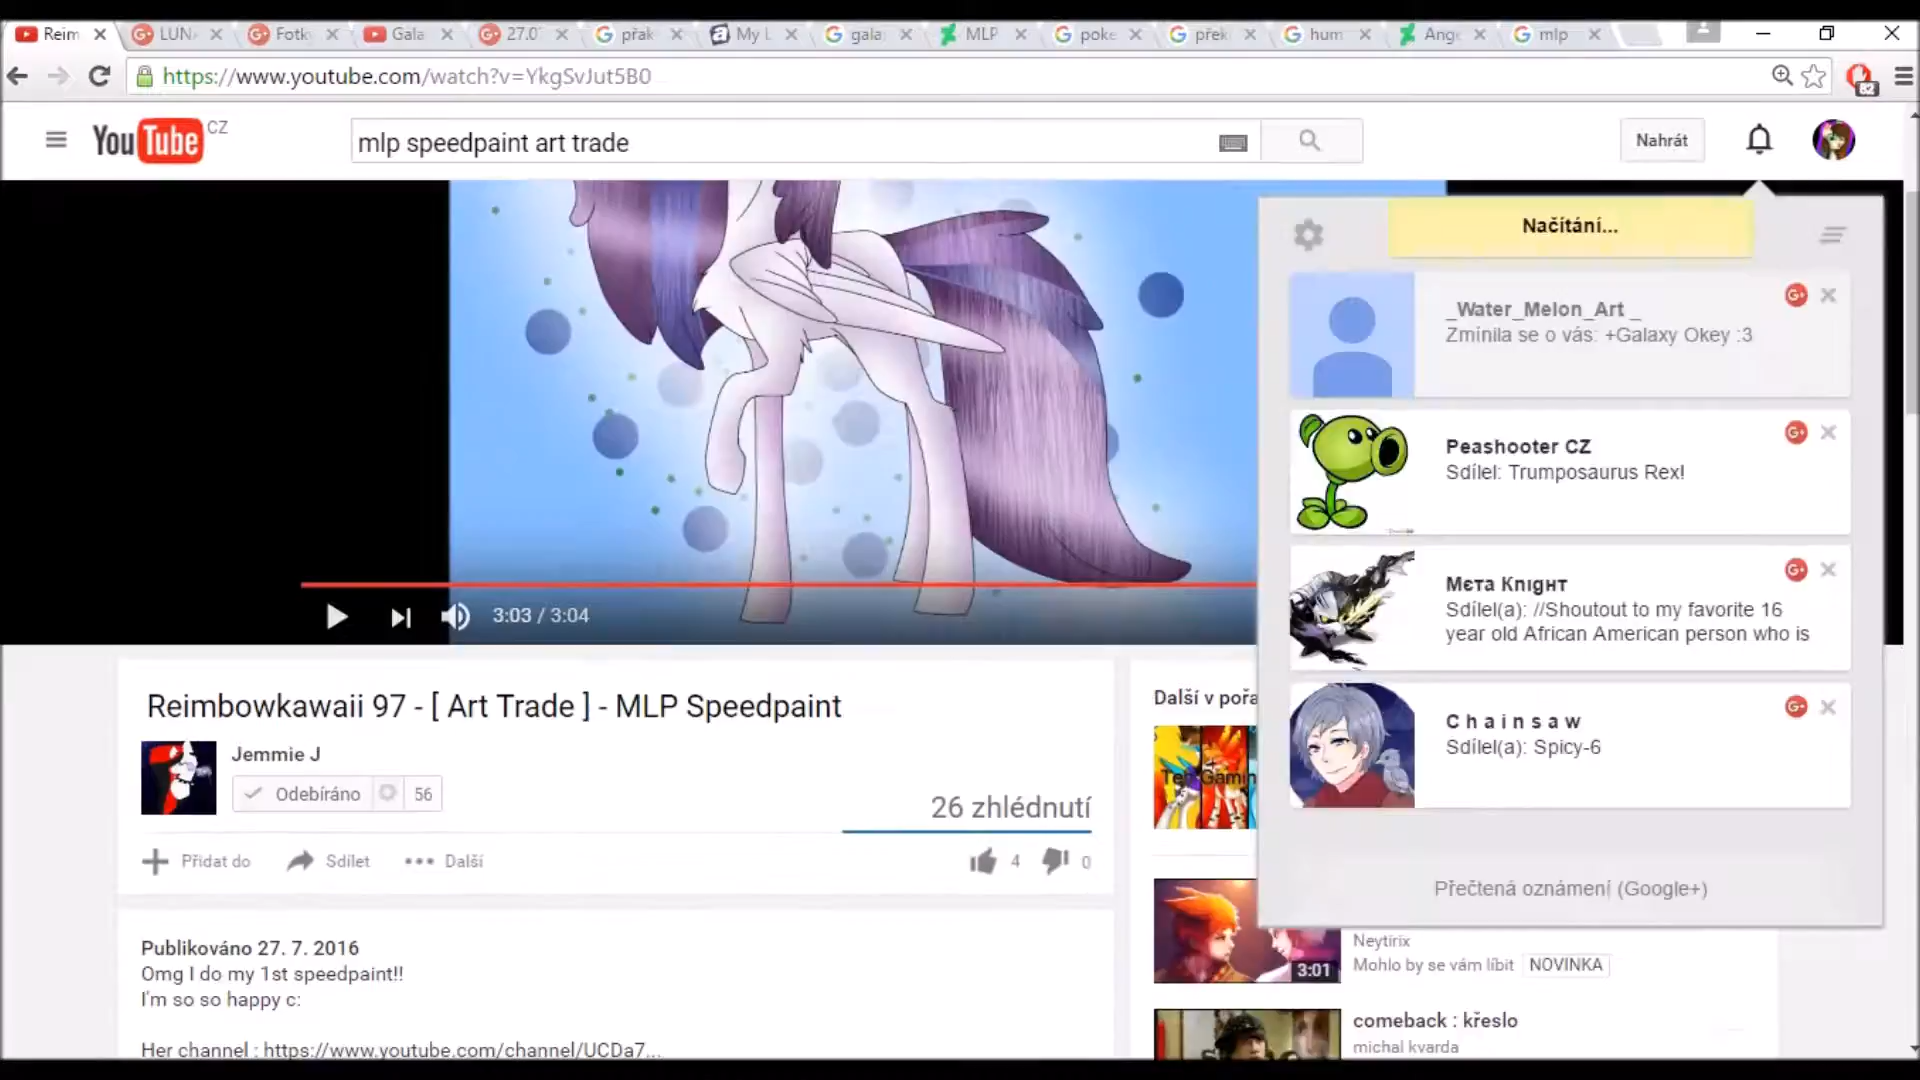 Reim
LUN
Fotk
Gala
27.0
přak
My L
gala
MLP
poke
přek
hum
Ange
mlp
https://www.youtube.com/watch?v=YkgSvJut5B0
82
YouTube CZ
mlp speedpaint art trade
Nahrát
Načítání...
_Water_Melon_Art _
Zmínila se o vás: +Galaxy Okey :3
Peashooter CZ
Sdílel: Trumposaurus Rex!
Mєтa Knıgнт
Sdílel(a): //Shoutout to my favorite 16
year old African American person who is
C h a i n s a w
Sdílel(a): Spicy-6
Přečtená oznámení (Google+)
3:03 / 3:04
Reimbowkawaii 97 - [ Art Trade ] - MLP Speedpaint
Jemmie J
Odebíráno 56
26 zhlédnutí
Přidat do
Sdílet
Další
4
0
Publikováno 27. 7. 2016
Omg I do my 1st speedpaint!!
I'm so so happy c:
Her channel : https://www.youtube.com/channel/UCDa7...
Další v pořa
Teh Gamin
3:01
Neytirix
Mohlo by se vám líbit NOVINKA
comeback : křeslo
michal kvarda